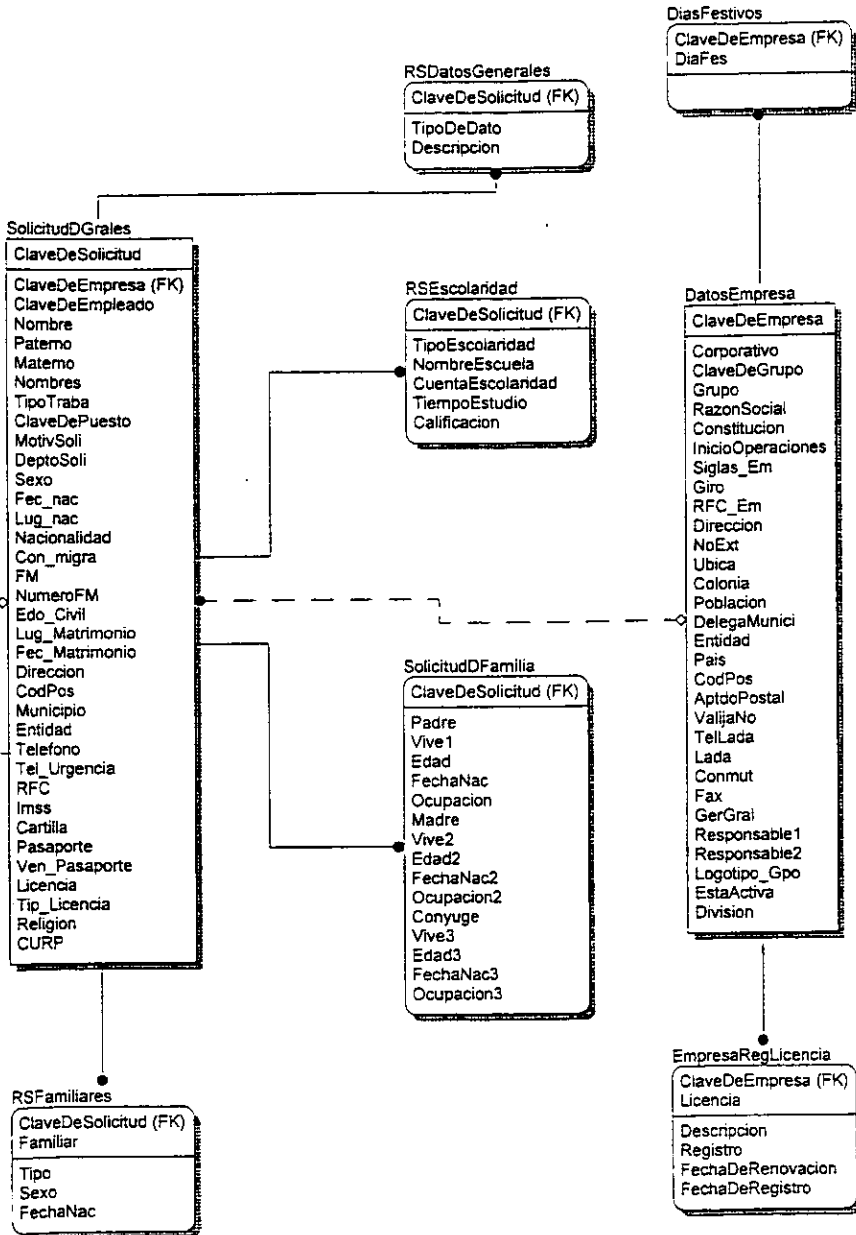 DiasFestivos
ClaveDeEmpresa (FK)
DiaFes
RSDatosGenerales
ClaveDeSolicitud (FK)
TipoDeDato
Descripcion
SolicitudDGrales
ClaveDeSolicitud
ClaveDeEmpresa (FK)
ClaveDeEmpleado
Nombre
Paterno
Materno
Nombres
TipoTraba
ClaveDePuesto
MotivSoli
DeptoSoli
Sexo
Fec_nac
Lug_nac
Nacionalidad
Con_migra
FM
NumeroFM
Edo_Civil
Lug_Matrimonio
Fec_Matrimonio
Direccion
CodPos
Municipio
Entidad
Telefono
Tel_Urgencia
RFC
Imss
Cartilla
Pasaporte
Ven_Pasaporte
Licencia
Tip_Licencia
Religion
CURP
RSEscolaridad
ClaveDeSolicitud (FK)
TipoEscolaridad
NombreEscuela
CuentaEscolaridad
TiempoEstudio
Calificacion
DatosEmpresa
ClaveDeEmpresa
Corporativo
ClaveDeGrupo
Grupo
RazonSocial
Constitucion
InicioOperaciones
Siglas_Em
Giro
RFC_Em
Direccion
NoExt
Ubica
Colonia
Poblacion
DelegaMunici
Entidad
Pais
CodPos
AptdoPostal
ValijaNo
TelLada
Lada
Conmut
Fax
GerGral
Responsable1
Responsable2
Logotipo_Gpo
EstaActiva
Division
SolicitudDFamilia
ClaveDeSolicitud (FK)
Padre
Vive1
Edad
FechaNac
Ocupacion
Madre
Vive2
Edad2
FechaNac2
Ocupacion2
Conyuge
Vive3
Edad3
FechaNac3
Ocupacion3
RSFamiliares
ClaveDeSolicitud (FK)
Familiar
Tipo
Sexo
FechaNac
EmpresaRegLicencia
ClaveDeEmpresa (FK)
Licencia
Descripcion
Registro
FechaDeRenovacion
FechaDeRegistro